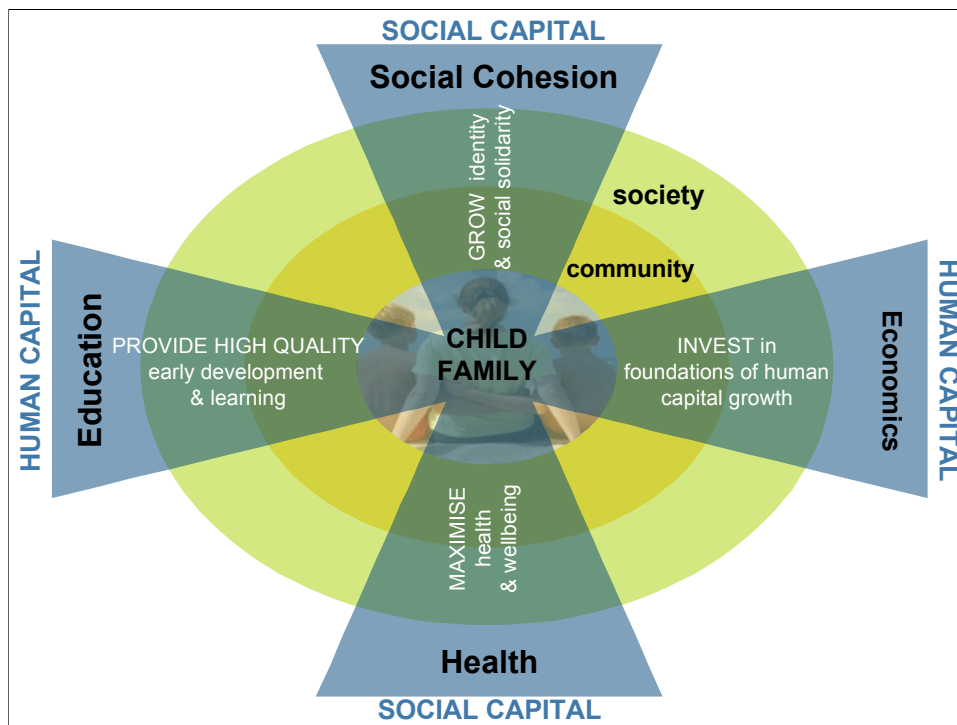 SOCIAL CAPITAL
Social Cohesion
GROW identity
& social solidarity
society
community
HUMAN CAPITAL
Education
PROVIDE HIGH QUALITY
early development
& learning
CHILD
FAMILY
INVEST in
foundations of human
capital growth
Economics
HUMAN CAPITAL
MAXIMISE
health
& wellbeing
Health
SOCIAL CAPITAL